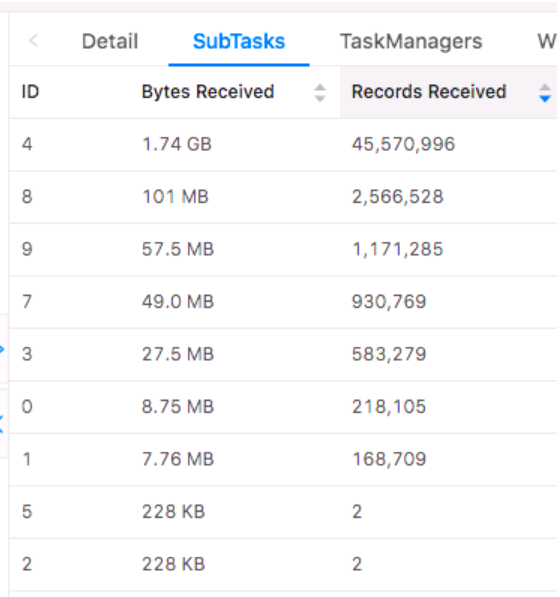 Detail SubTasks TaskManagers W
ID Bytes Received Records Received
4 1.74 GB 45,570,996
8 101 MB 2,566,528
9 57.5 MB 1,171,285
7 49.0 MB 930,769
3 27.5 MB 583,279
0 8.75 MB 218,105
1 7.76 MB 168,709
5 228 KB 2
2 228 KB 2